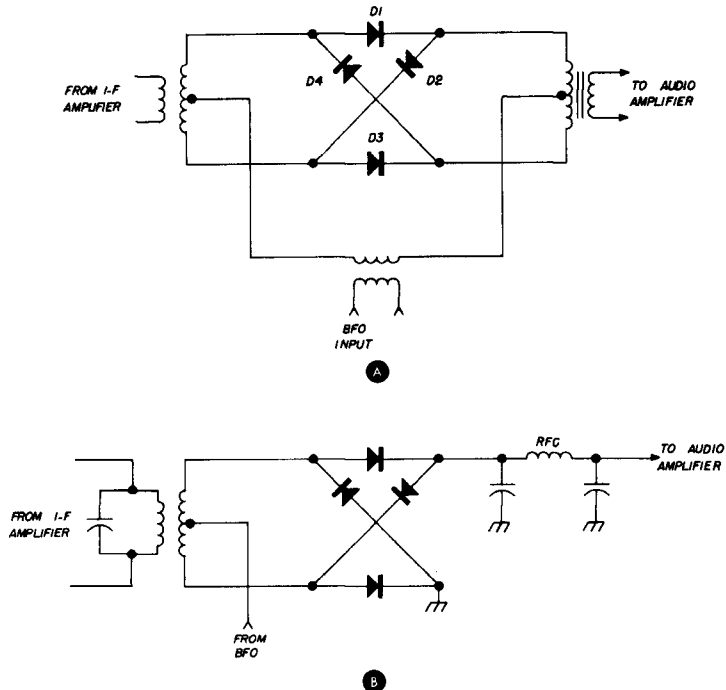 D1
D4
D2
FROM I-F
AMPLIFIER
TO AUDIO
AMPLIFIER
D3
BFO
INPUT
A
RFC
TO AUDIO
AMPLIFIER
FROM I-F
AMPLIFIER
FROM
BFO
B